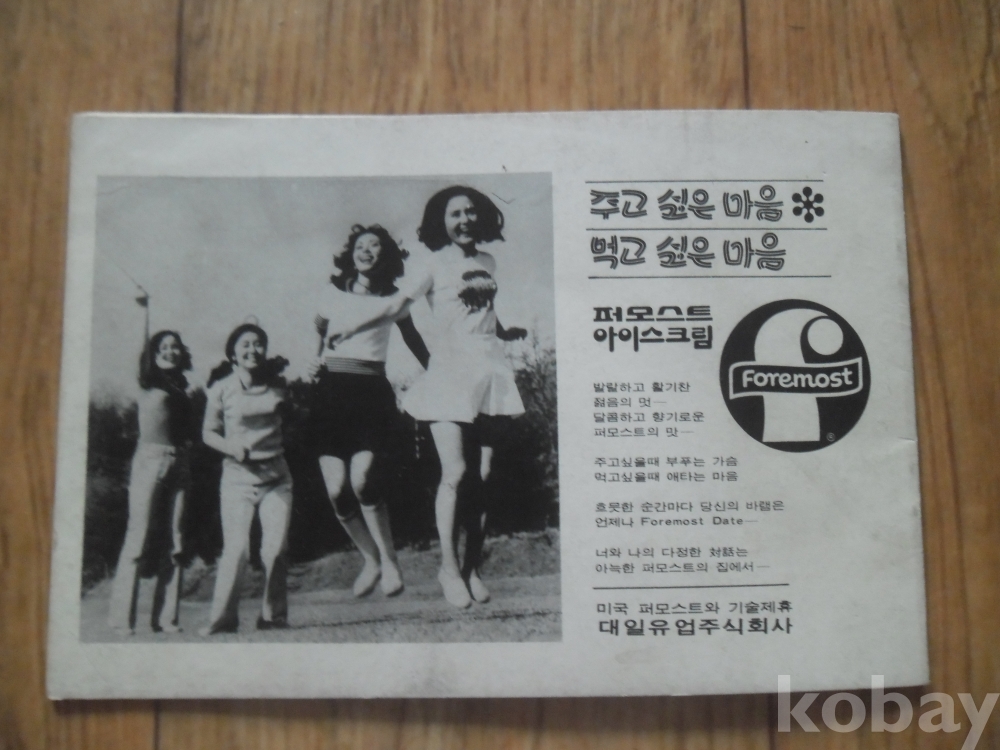 주고 싶은 마음
먹고 싶은 마음
퍼모스트
아이스크림
Foremost
®
발랄하고 활기찬
젊음의 멋—
달콤하고 향기로운
퍼모스트의 맛—
주고싶을때 부푸는 가슴
먹고싶을때 애타는 마음
흐뭇한 순간마다 당신의 바램은
언제나 Foremost Date—
너와 나의 다정한 対話는
아늑한 퍼모스트의 집에서—
미국 퍼모스트와 기술제휴
대일유업주식회사
kobay